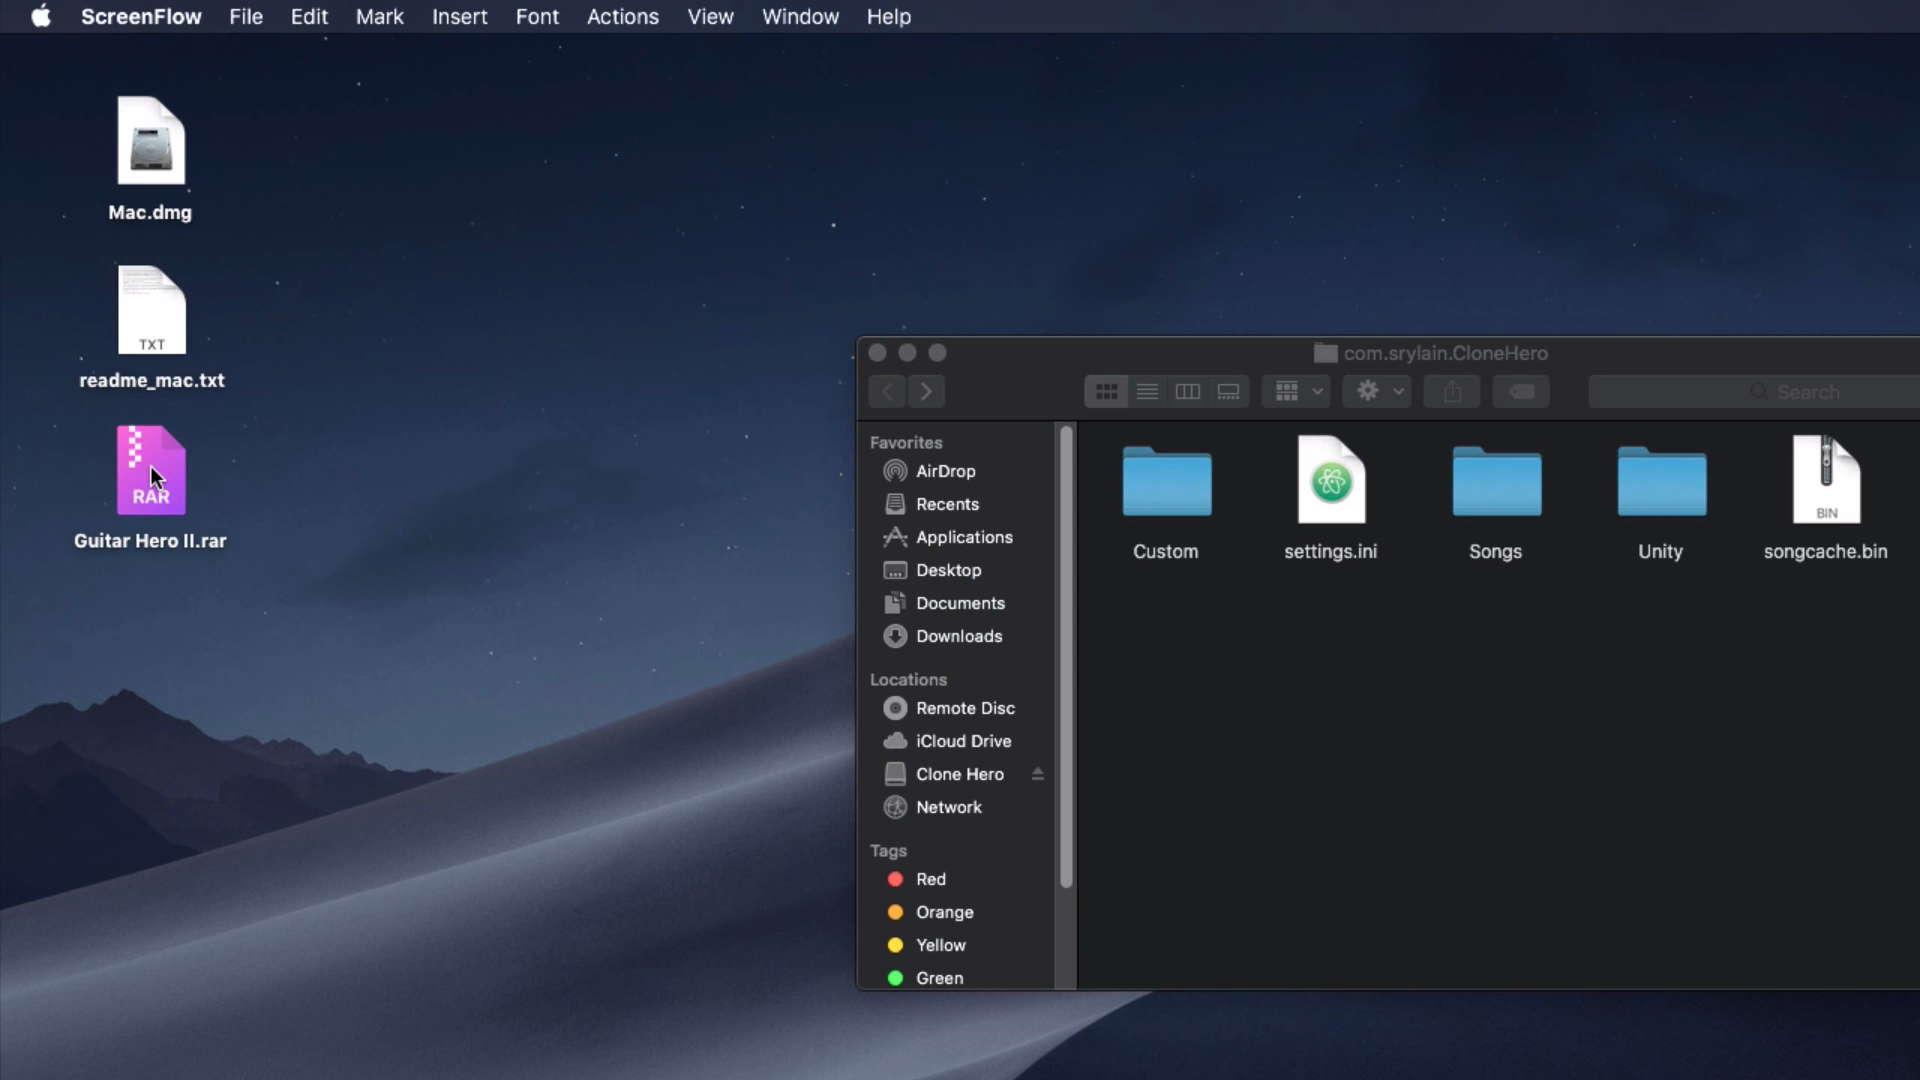 ScreenFlow File Edit Mark Insert Font Actions View Window Help
Mac.dmg
TXT
readme_mac.txt
RAR
Guitar Hero II.rar
com.srylain.CloneHero
Search
Favorites
AirDrop
Recents
Applications
Desktop
Documents
Downloads
Locations
Remote Disc
iCloud Drive
Clone Hero
Network
Tags
Red
Orange
Yellow
Green
BIN
Custom settings.ini Songs Unity songcache.bin